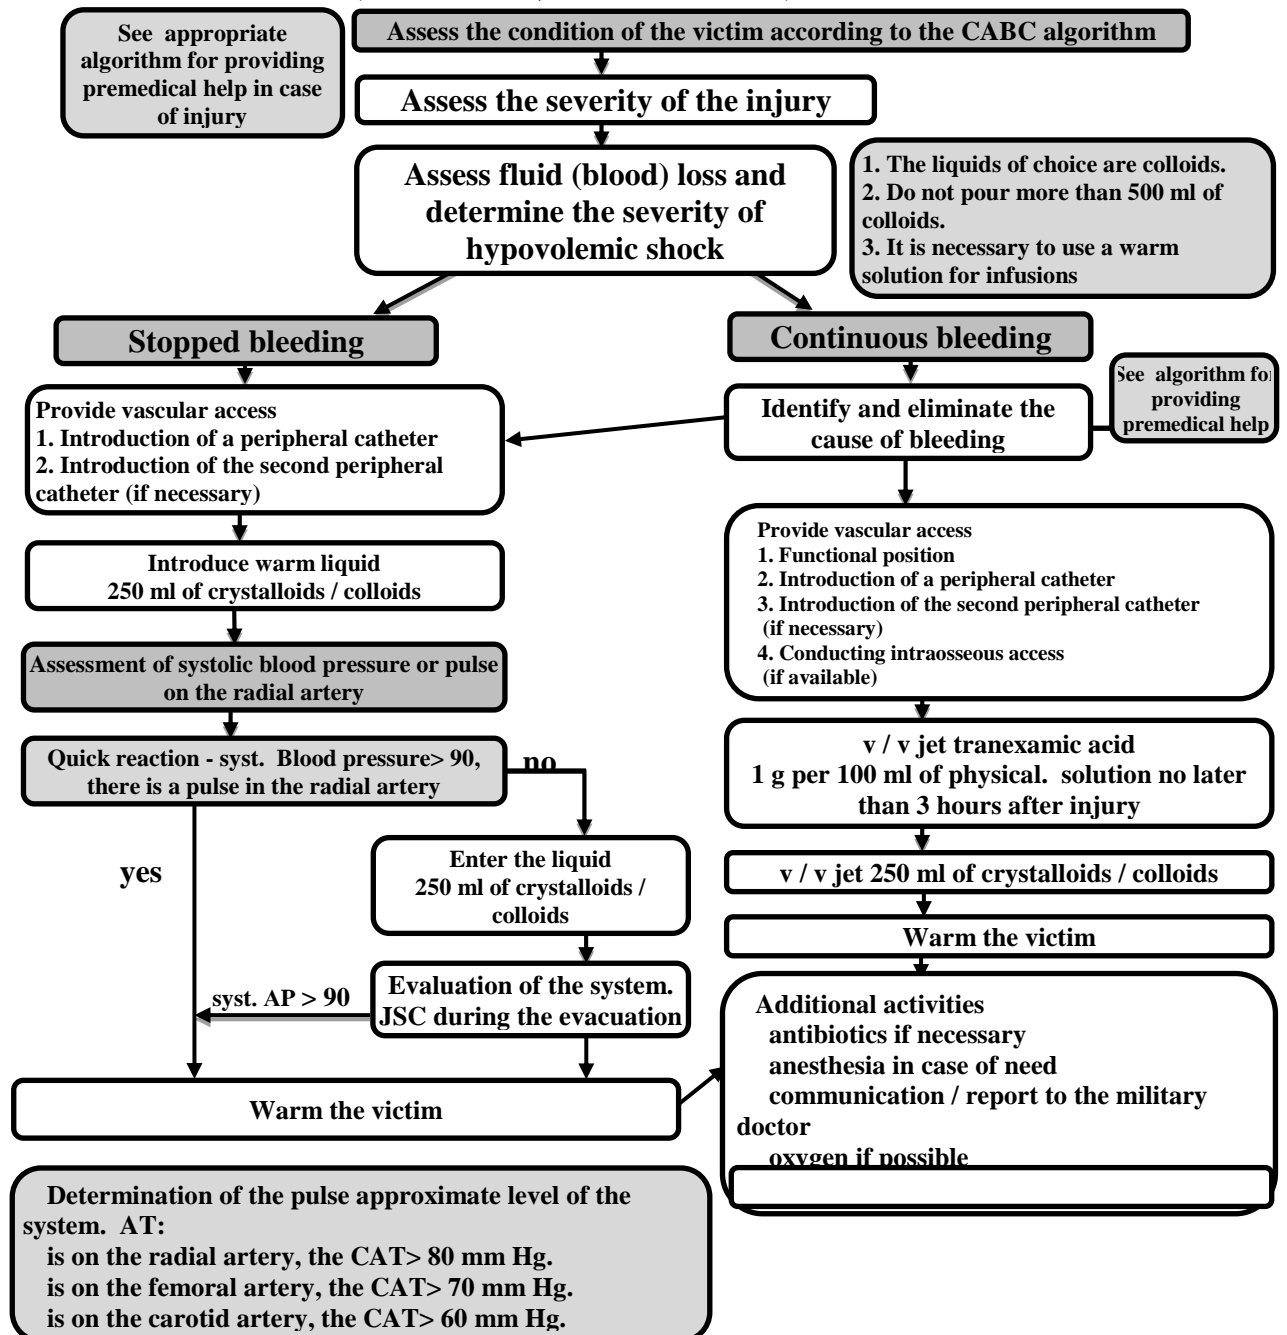 See appropriate
algorithm for providing
premedical help in case
of injury
Assess the condition of the victim according to the CABC algorithm
Assess the severity of the injury
Assess fluid (blood) loss and
determine the severity of
hypovolemic shock
1. The liquids of choice are colloids.
2. Do not pour more than 500 ml of
colloids.
3. It is necessary to use a warm
solution for infusions
Stopped bleeding
Continuous bleeding
See algorithm for
providing
premedical help
Provide vascular access
1. Introduction of a peripheral catheter
2. Introduction of the second peripheral
catheter (if necessary)
Identify and eliminate the
cause of bleeding
Introduce warm liquid
250 ml of crystalloids / colloids
Provide vascular access
1. Functional position
2. Introduction of a peripheral catheter
3. Introduction of the second peripheral catheter
(if necessary)
4. Conducting intraosseous access
(if available)
Assessment of systolic blood pressure or pulse
on the radial artery
Quick reaction - syst. Blood pressure> 90,
there is a pulse in the radial artery
no
v / v jet tranexamic acid
1 g per 100 ml of physical. solution no later
than 3 hours after injury
yes
Enter the liquid
250 ml of crystalloids /
colloids
v / v jet 250 ml of crystalloids / colloids
Warm the victim
syst. AP > 90
Evaluation of the system.
JSC during the evacuation
Additional activities
antibiotics if necessary
anesthesia in case of need
communication / report to the military
doctor
oxygen if possible
Warm the victim
Determination of the pulse approximate level of the
system. AT:
is on the radial artery, the CAT> 80 mm Hg.
is on the femoral artery, the CAT> 70 mm Hg.
is on the carotid artery, the CAT> 60 mm Hg.